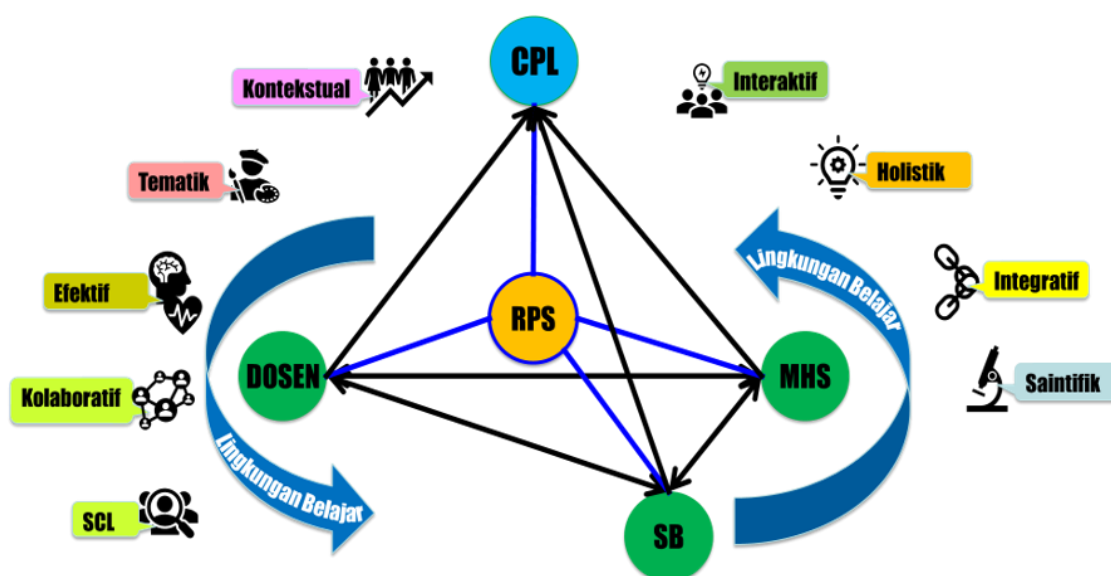 CPL
Kontekstual
Interaktif
Tematik
Holistik
Efektif
Lingkungan Belajar
Integratif
RPS
DOSEN
MHS
Kolaboratif
Saintifik
Lingkungan Belajar
SCL
SB